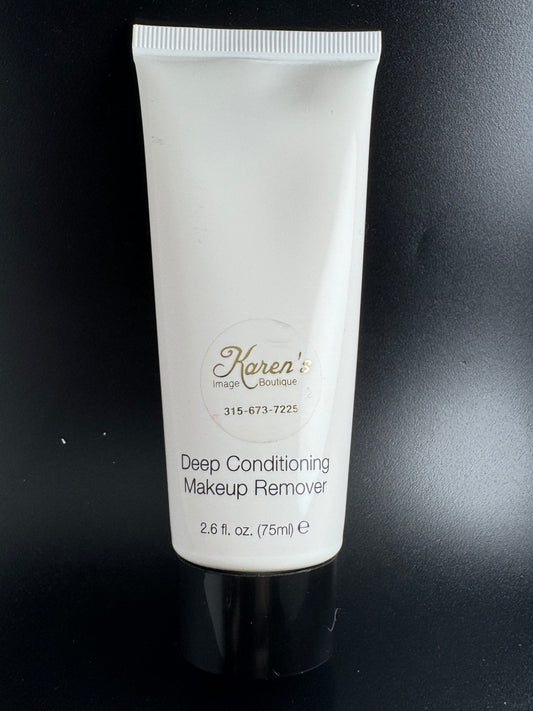 Karen's
Image Boutique
315-673-7225
Deep Conditioning
Makeup Remover
2.6 fl. oz. (75ml) ℮